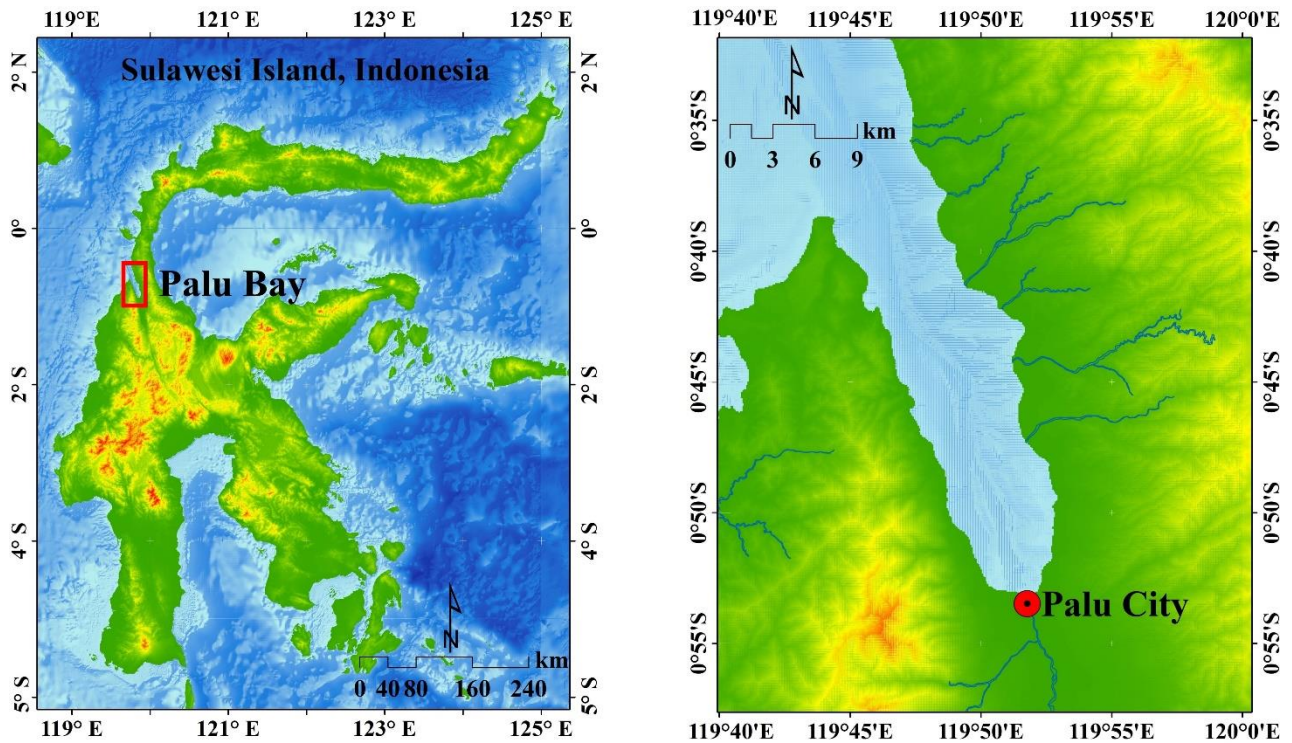 119° E 121° E 123° E 125° E
Sulawesi Island, Indonesia
2° N
0°
Palu Bay
2° S
4° S
5° S
N
km
0 40 80 160 240
119° E 121° E 123° E 125° E
119°40'E 119°45'E 119°50'E 119°55'E 120°0'E
N
km
0 3 6 9
0°35'S 0°35'S
0°40'S 0°40'S
0°45'S 0°45'S
0°50'S 0°50'S
Palu City
0°55'S 0°55'S
119°40'E 119°45'E 119°50'E 119°55'E 120°0'E
2° N
0°
2° S
4° S
5° S